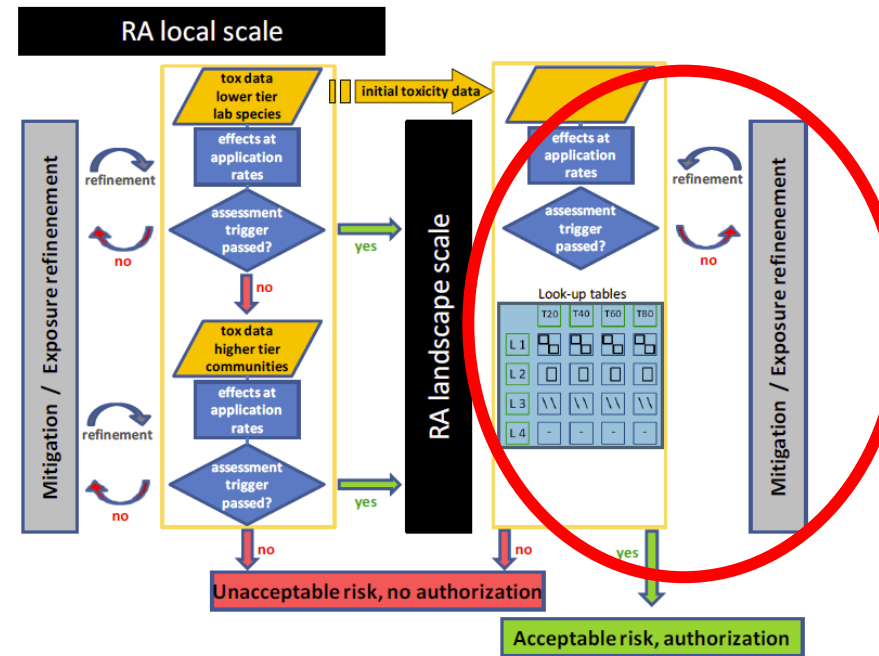 RA local scale
tox data
lower tier
lab species
initial toxicity data
effects at
application
rates
refinement
assessment
trigger
passed?
no
yes
no
tox data
higher tier
communities
effects at
application
rates
refinement
assessment
trigger
passed?
no
yes
no
Mitigation / Exposure refinenement
RA landscape scale
effects at
application
rates
refinement
assessment
trigger
passed?
no
Look-up tables
T20 T40 T60 T80
L 1
L 2
L 3 \\ \\ \\ \\
L 4 - - - -
no
yes
Mitigation / Exposure refinenement
Unacceptable risk, no authorization
Acceptable risk, authorization